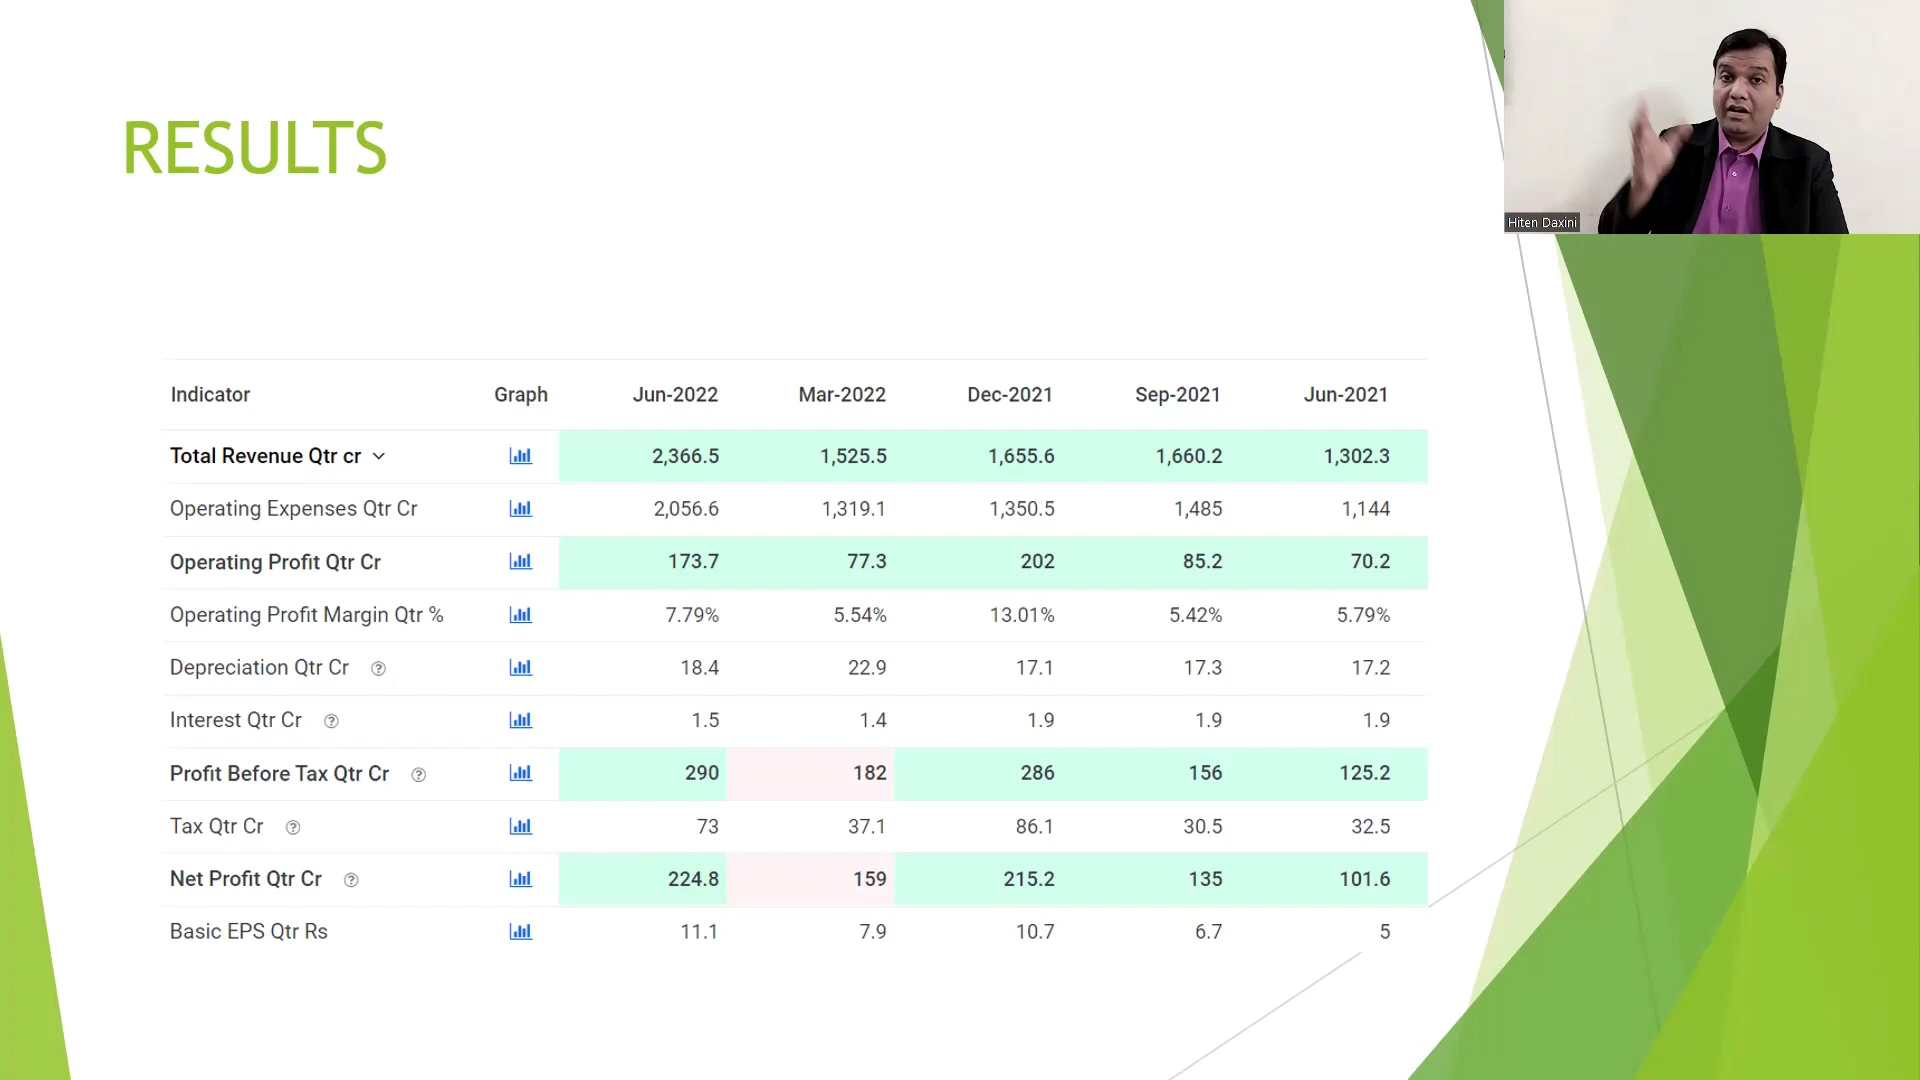 RESULTS
Hiten Daxini
Indicator Graph Jun-2022 Mar-2022 Dec-2021 Sep-2021 Jun-2021
Total Revenue Qtr cr 2,366.5 1,525.5 1,655.6 1,660.2 1,302.3
Operating Expenses Qtr Cr 2,056.6 1,319.1 1,350.5 1,485 1,144
Operating Profit Qtr Cr 173.7 77.3 202 85.2 70.2
Operating Profit Margin Qtr % 7.79% 5.54% 13.01% 5.42% 5.79%
Depreciation Qtr Cr ? 18.4 22.9 17.1 17.3 17.2
Interest Qtr Cr ? 1.5 1.4 1.9 1.9 1.9
Profit Before Tax Qtr Cr ? 290 182 286 156 125.2
Tax Qtr Cr ? 73 37.1 86.1 30.5 32.5
Net Profit Qtr Cr ? 224.8 159 215.2 135 101.6
Basic EPS Qtr Rs 11.1 7.9 10.7 6.7 5